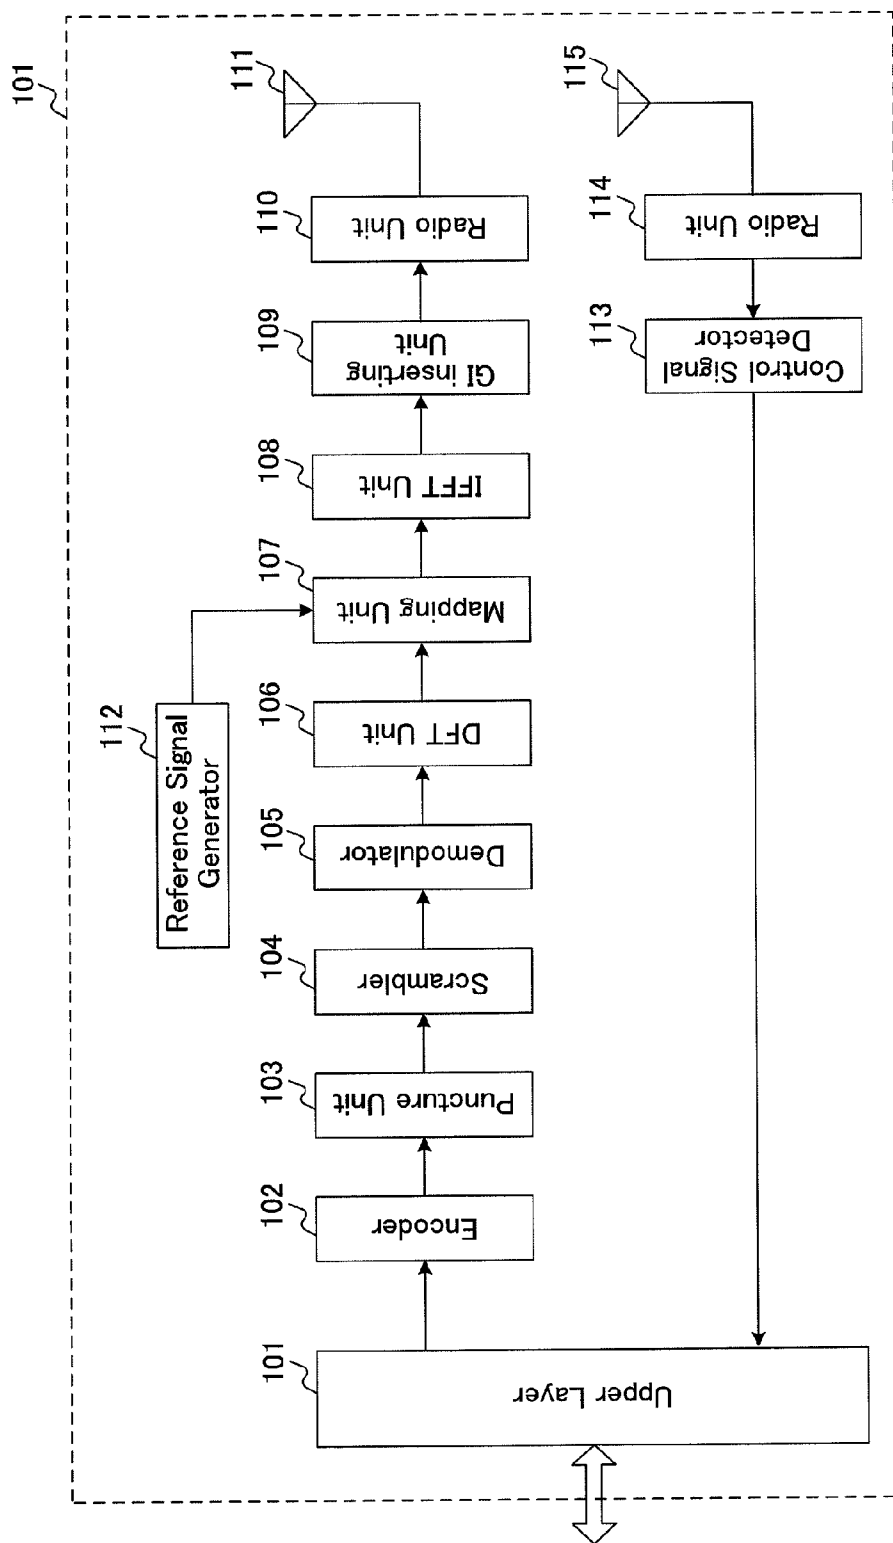 101
101
Upper Layer
102
Encoder
103
Puncture Unit
104
Scrambler
105
Demodulator
106
DFT Unit
107
Mapping Unit
108
IFFT Unit
109
GI inserting
Unit
110
Radio Unit
111
112
Reference Signal
Generator
113
Control Signal
Detector
114
Radio Unit
115